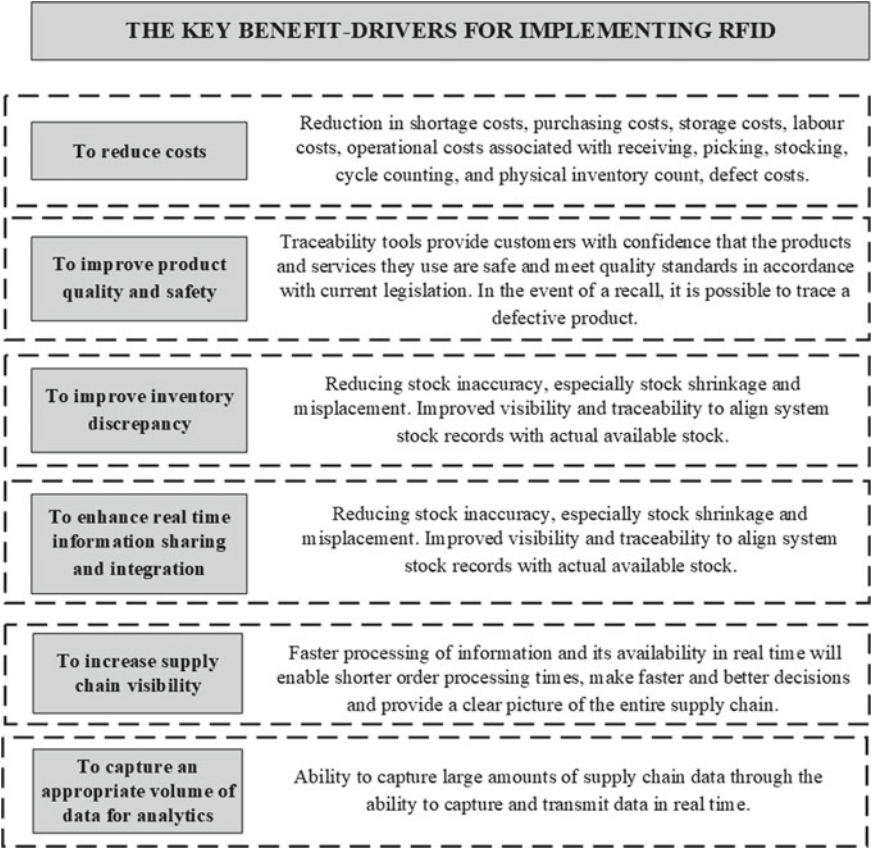 THE KEY BENEFIT-DRIVERS FOR IMPLEMENTING RFID
To reduce costs
Reduction in shortage costs, purchasing costs, storage costs, labour
costs, operational costs associated with receiving, picking, stocking,
cycle counting, and physical inventory count, defect costs.
To improve product
quality and safety
Traceability tools provide customers with confidence that the products
and services they use are safe and meet quality standards in accordance
with current legislation. In the event of a recall, it is possible to trace a
defective product.
To improve inventory
discrepancy
Reducing stock inaccuracy, especially stock shrinkage and
misplacement. Improved visibility and traceability to align system
stock records with actual available stock.
To enhance real time
information sharing
and integration
Reducing stock inaccuracy, especially stock shrinkage and
misplacement. Improved visibility and traceability to align system
stock records with actual available stock.
To increase supply
chain visibility
Faster processing of information and its availability in real time will
enable shorter order processing times, make faster and better decisions
and provide a clear picture of the entire supply chain.
To capture an
appropriate volume of
data for analytics
Ability to capture large amounts of supply chain data through the
ability to capture and transmit data in real time.